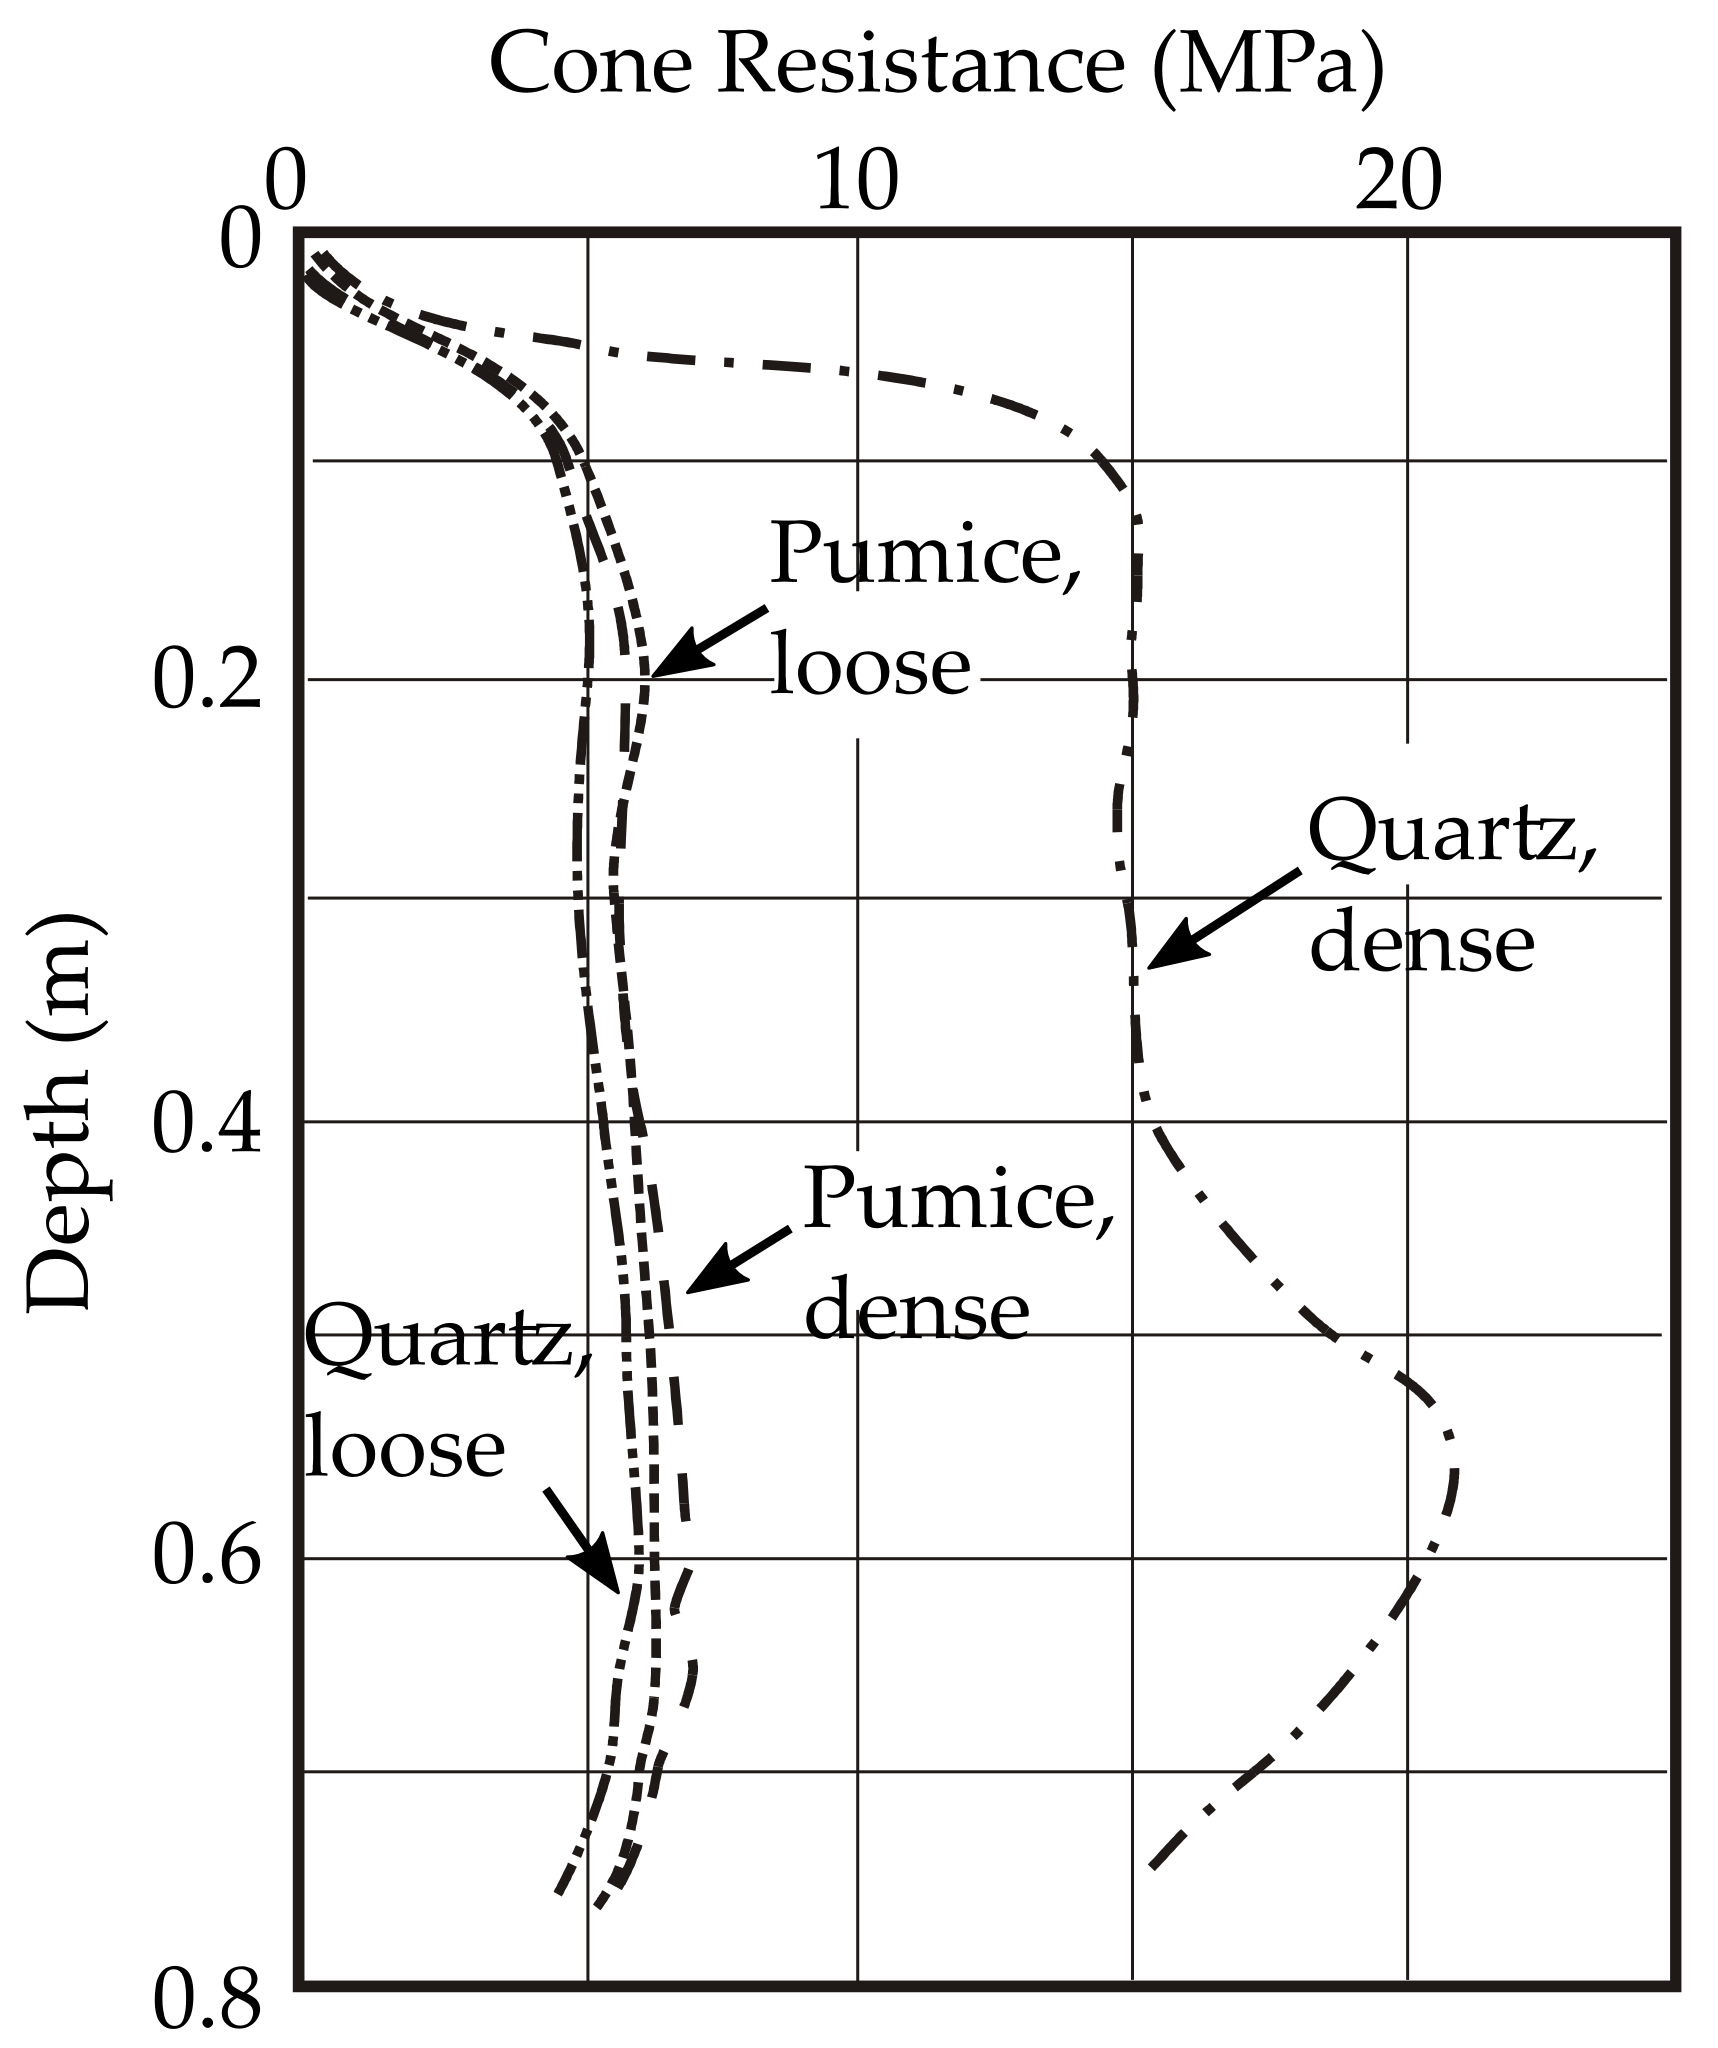 Cone Resistance (MPa)
0
10
20
0
Pumice,
loose
0.2
Quartz,
dense
Depth (m)
0.4
Pumice,
dense
Quartz,
loose
0.6
0.8